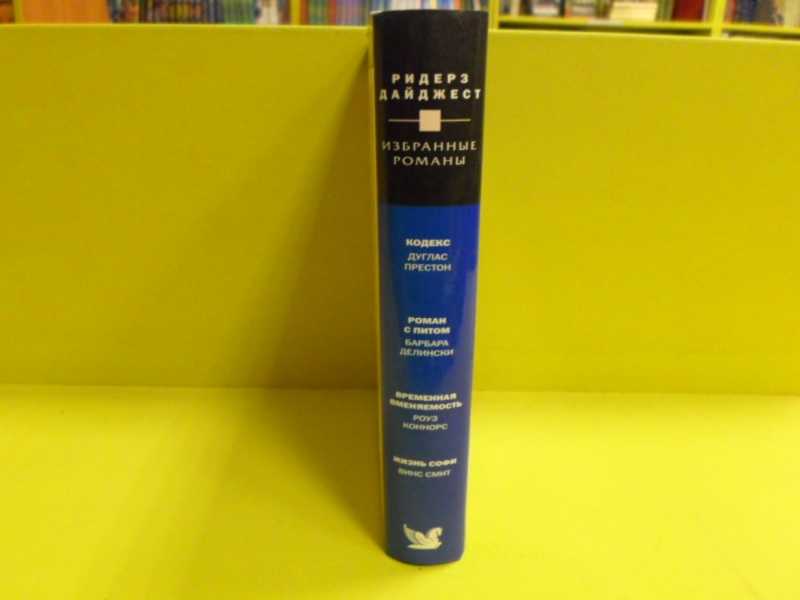 РИДЕРЗ
ДАЙДЖЕСТ
ИЗБРАННЫЕ
РОМАНЫ
КОДЕКС
ДУГЛАС
ПРЕСТОН
РОМАН
С ПИТОМ
БАРБАРА
ДЕЛИНСКИ
ВРЕМЕННАЯ
ВМЕНЯЕМОСТЬ
РОУЗ
КОННОРС
ЖИЗНЬ СОФИ
ВИНС СМИТ